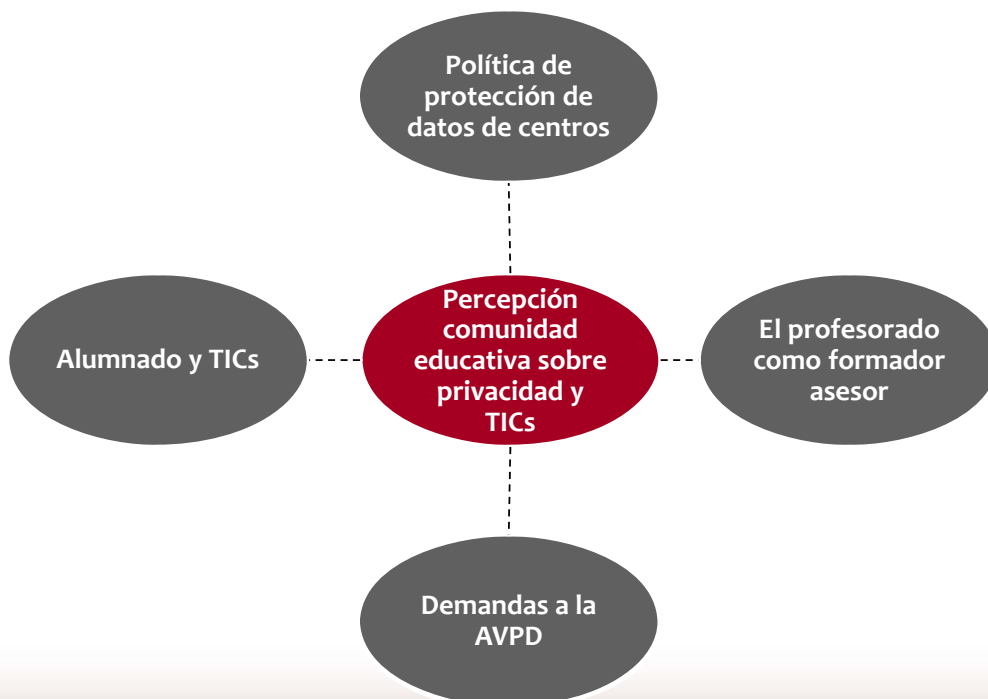 Política de
protección de
datos de centros
Alumnado y TICs
Percepción
comunidad
educativa sobre
privacidad y
TICs
El profesorado
como formador
asesor
Demandas a la
AVPD